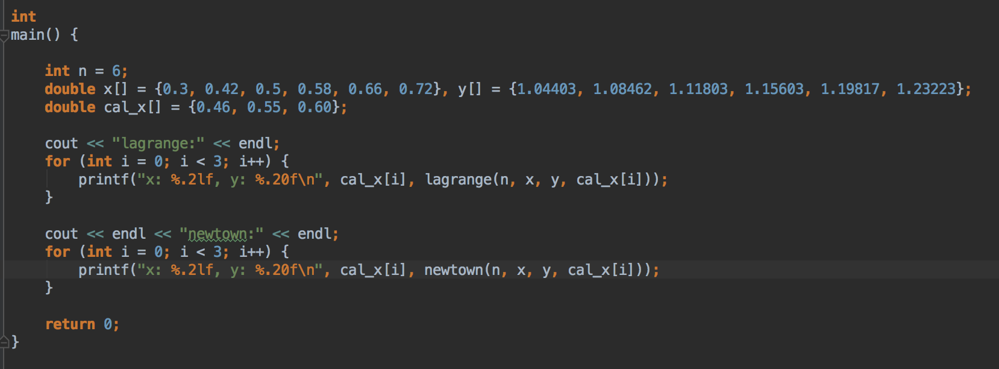 int
main() {
int n = 6;
double x[] = {0.3, 0.42, 0.5, 0.58, 0.66, 0.72}, y[] = {1.04403, 1.08462, 1.11803, 1.15603, 1.19817, 1.23223};
double cal_x[] = {0.46, 0.55, 0.60};
cout << "lagrange:" << endl;
for (int i = 0; i < 3; i++) {
printf("x: %.2lf, y: %.20f\n", cal_x[i], lagrange(n, x, y, cal_x[i]));
}
cout << endl << "newtown:" << endl;
for (int i = 0; i < 3; i++) {
printf("x: %.2lf, y: %.20f\n", cal_x[i], newtown(n, x, y, cal_x[i]));
}
return 0;
}